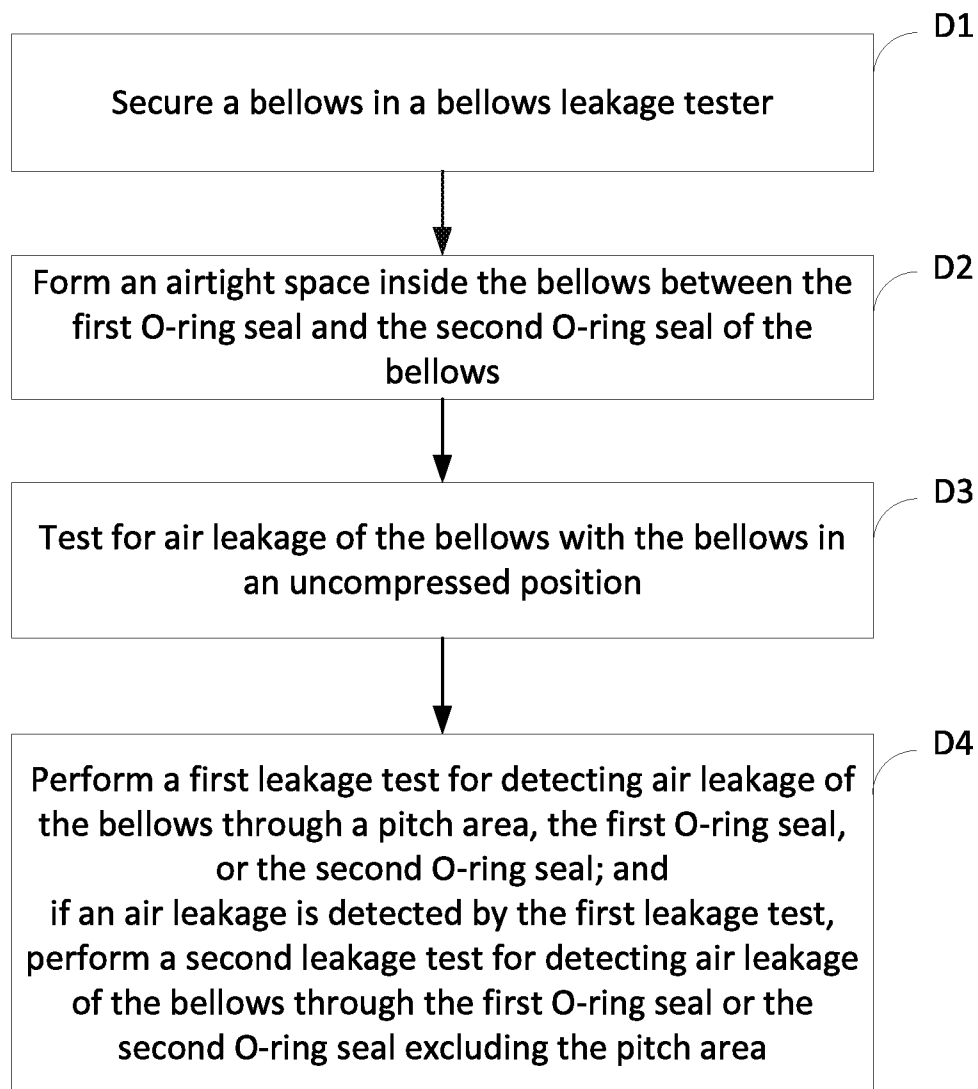 D1
Secure a bellows in a bellows leakage tester
D2
Form an airtight space inside the bellows between the
first O-ring seal and the second O-ring seal of the
bellows
D3
Test for air leakage of the bellows with the bellows in
an uncompressed position
D4
Perform a first leakage test for detecting air leakage of
the bellows through a pitch area, the first O-ring seal,
or the second O-ring seal; and
if an air leakage is detected by the first leakage test,
perform a second leakage test for detecting air leakage
of the bellows through the first O-ring seal or the
second O-ring seal excluding the pitch area